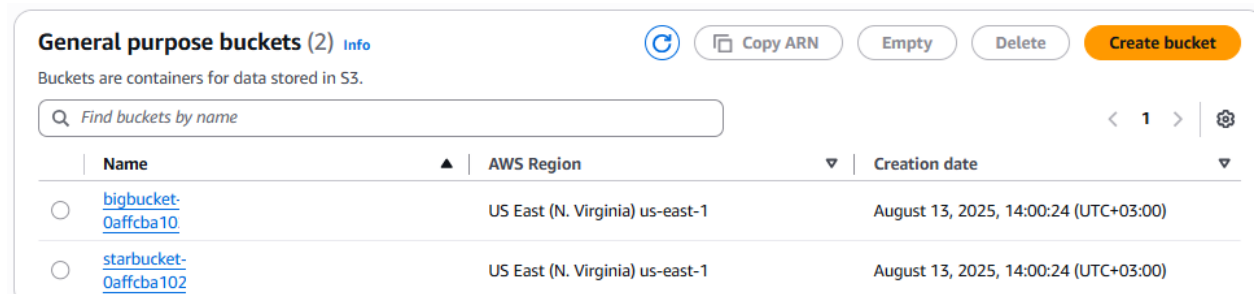 General purpose buckets (2) Info
Copy ARN
Empty
Delete
Create bucket
Buckets are containers for data stored in S3.
Find buckets by name
1
Name
AWS Region
Creation date
bigbucket-
0affcba10
US East (N. Virginia) us-east-1
August 13, 2025, 14:00:24 (UTC+03:00)
starbucket-
0affcba102
US East (N. Virginia) us-east-1
August 13, 2025, 14:00:24 (UTC+03:00)